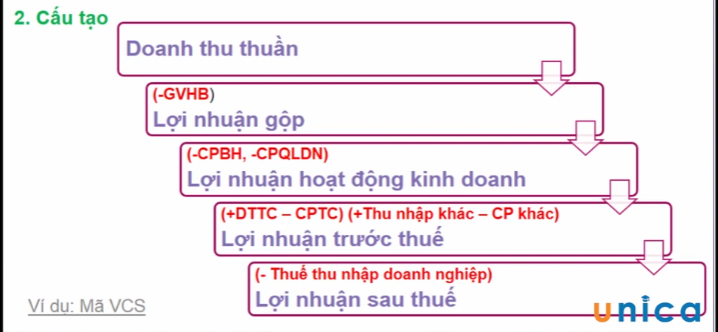 2. Cấu tạo
Doanh thu thuần
(-GVHB)
Lợi nhuận gộp
(-CPBH, -CPQLDN)
Lợi nhuận hoạt động kinh doanh
(+DTTC – CPTC) (+Thu nhập khác – CP khác)
Lợi nhuận trước thuế
(- Thuế thu nhập doanh nghiệp)
Lợi nhuận sau thuế
Ví dụ: Mã VCS
unica